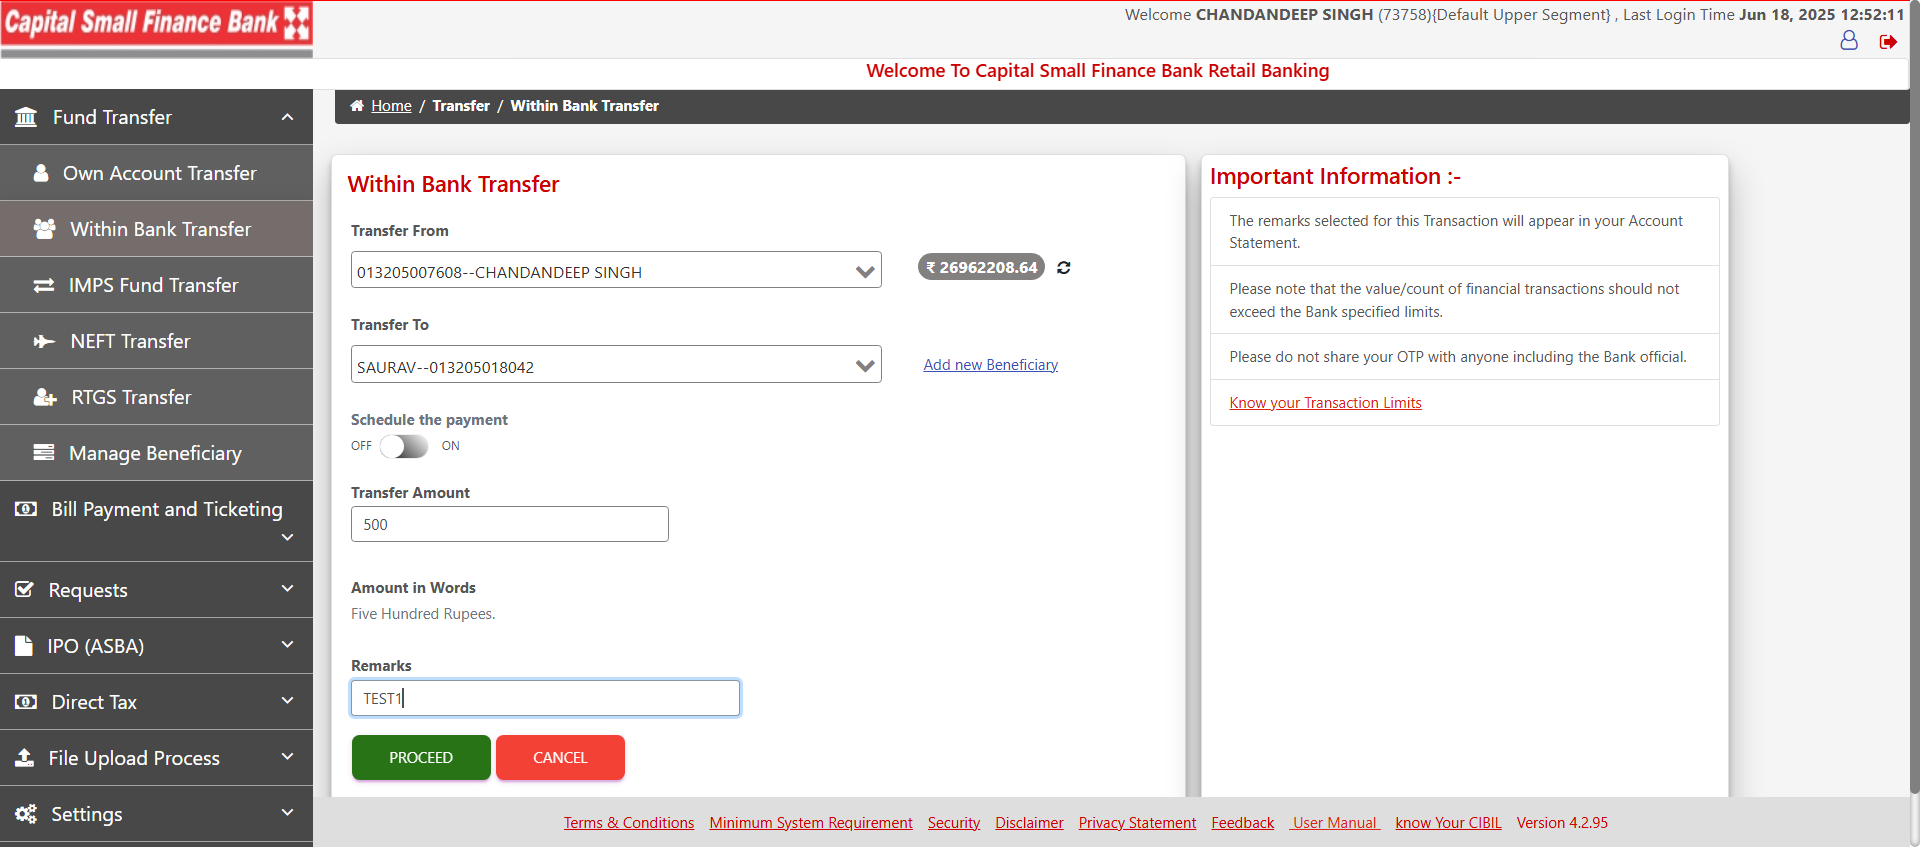 Capital Small Finance Bank
Welcome CHANDANDEEP SINGH (73758){Default Upper Segment} , Last Login Time Jun 18, 2025 12:52:11
Welcome To Capital Small Finance Bank Retail Banking
Home / Transfer / Within Bank Transfer
Fund Transfer
Own Account Transfer
Within Bank Transfer
IMPS Fund Transfer
NEFT Transfer
RTGS Transfer
Manage Beneficiary
Bill Payment and Ticketing
Requests
IPO (ASBA)
Direct Tax
File Upload Process
Settings
Within Bank Transfer
Transfer From
013205007608--CHANDANDEEP SINGH
₹ 26962208.64
Transfer To
SAURAV--013205018042
Add new Beneficiary
Schedule the payment
OFF ON
Transfer Amount
500
Amount in Words
Five Hundred Rupees.
Remarks
TEST1
PROCEED CANCEL
Important Information :-
The remarks selected for this Transaction will appear in your Account
Statement.
Please note that the value/count of financial transactions should not
exceed the Bank specified limits.
Please do not share your OTP with anyone including the Bank official.
Know your Transaction Limits
Terms & Conditions Minimum System Requirement Security Disclaimer Privacy Statement Feedback User Manual know Your CIBIL Version 4.2.95